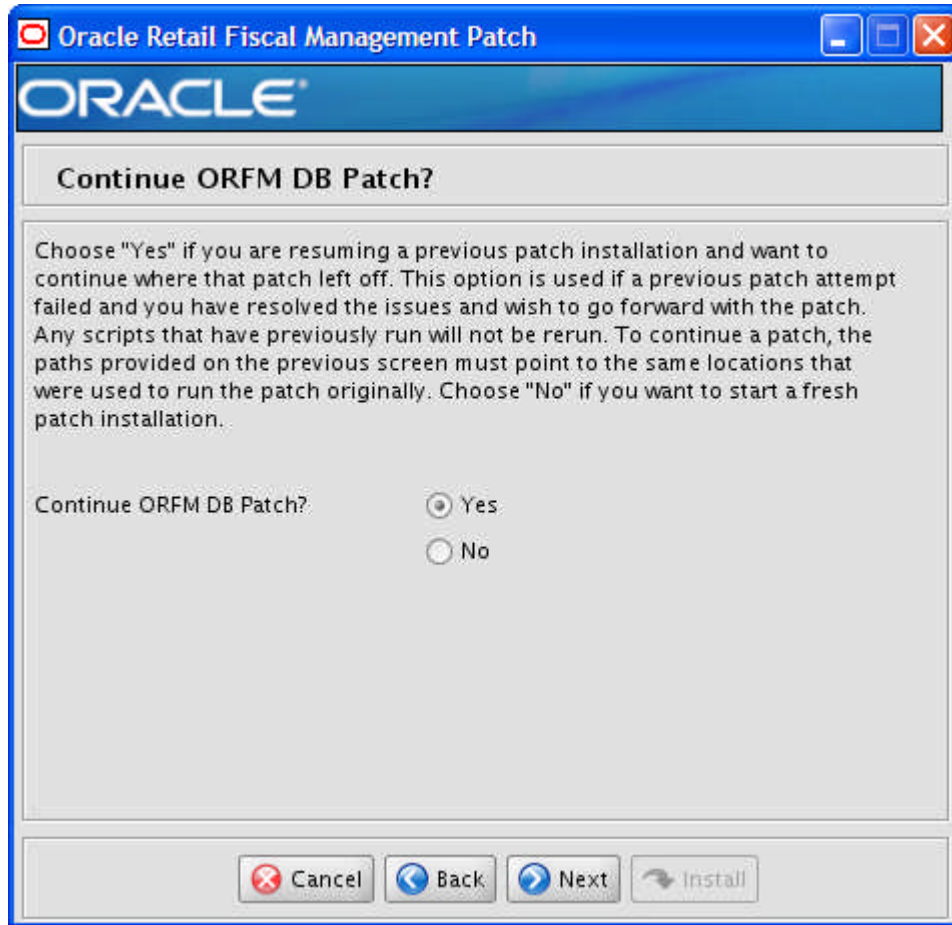 Oracle Retail Fiscal Management Patch
ORACLE
Continue ORFM DB Patch?
Choose "Yes" if you are resuming a previous patch installation and want to
continue where that patch left off. This option is used if a previous patch attempt
failed and you have resolved the issues and wish to go forward with the patch.
Any scripts that have previously run will not be rerun. To continue a patch, the
paths provided on the previous screen must point to the same locations that
were used to run the patch originally. Choose "No" if you want to start a fresh
patch installation.
Continue ORFM DB Patch? Yes
No
Cancel Back Next Install